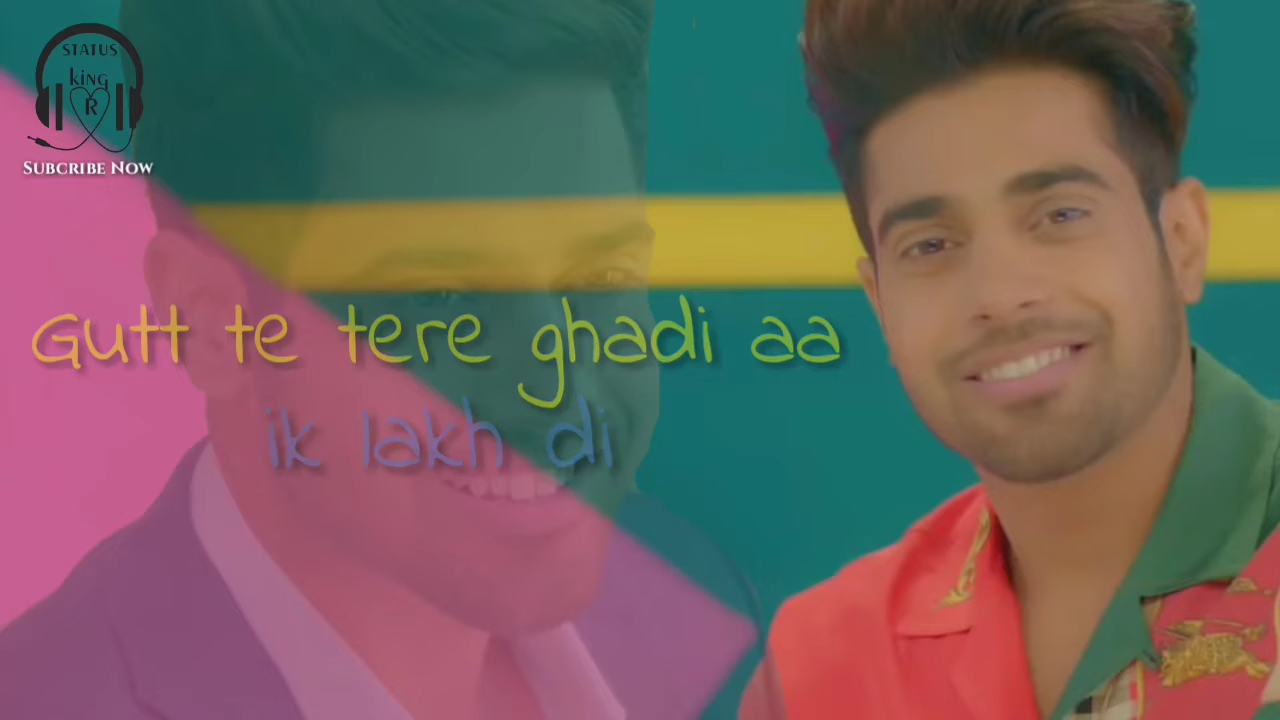 STATUS
king
R
SUBCRIBE NOW
Gutt te tere ghadi aa
ik lakh di